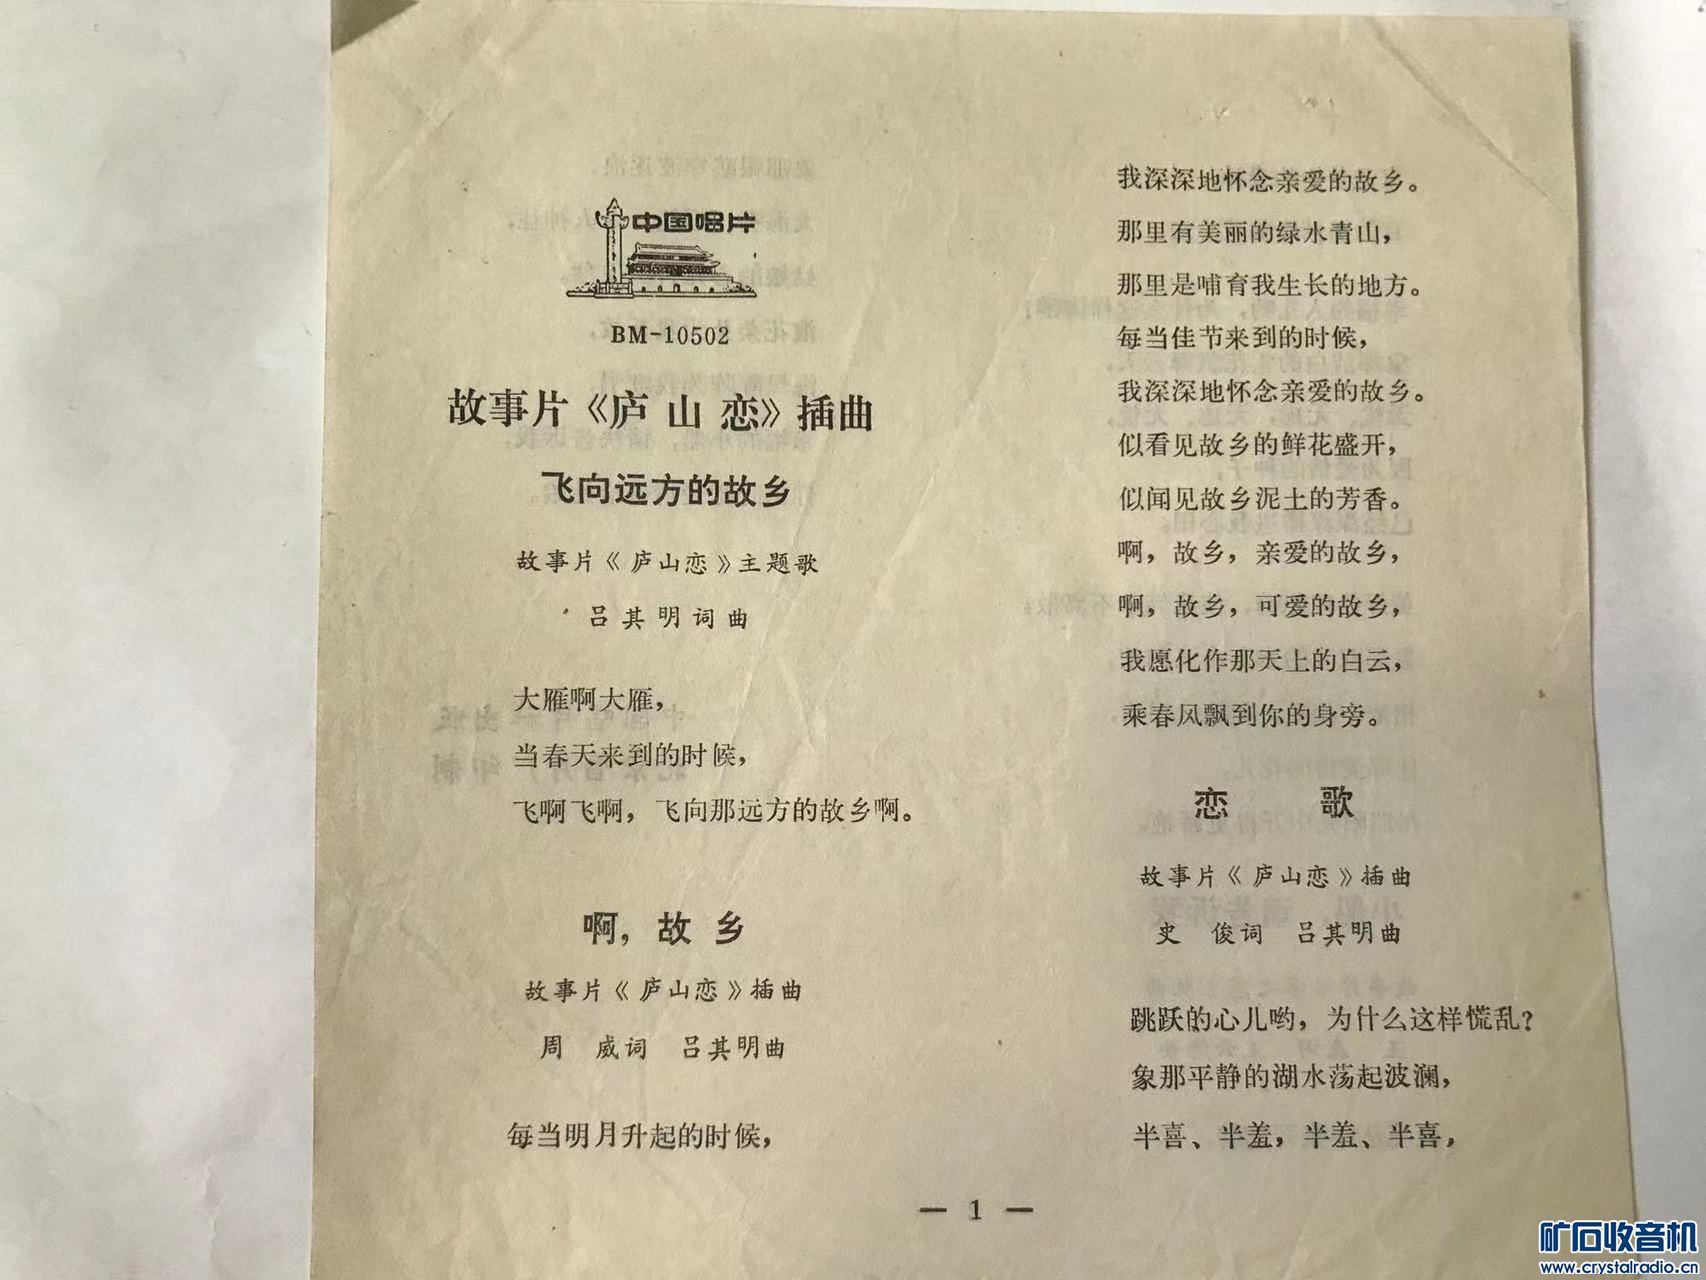 中国唱片
BM-10502
故事片《庐山恋》插曲
飞向远方的故乡
故事片《庐山恋》主题歌
吕其明词曲
大雁啊大雁，
当春天来到的时候，
飞啊飞啊，飞向那远方的故乡啊。
啊，故乡
故事片《庐山恋》插曲
周 威词 吕其明曲
每当明月升起的时候，
我深深地怀念亲爱的故乡。
那里有美丽的绿水青山，
那里是哺育我生长的地方。
每当佳节来到的时候，
我深深地怀念亲爱的故乡。
似看见故乡的鲜花盛开，
似闻见故乡泥土的芳香。
啊，故乡，亲爱的故乡，
啊，故乡，可爱的故乡，
我愿化作那天上的白云，
乘春风飘到你的身旁。
恋 歌
故事片《庐山恋》插曲
史 俊词 吕其明曲
跳跃的心儿哟，为什么这样慌乱？
象那平静的湖水荡起波澜，
半喜、半羞，半羞、半喜，
— 1 —
矿石收音机
www.crystalradio.cn